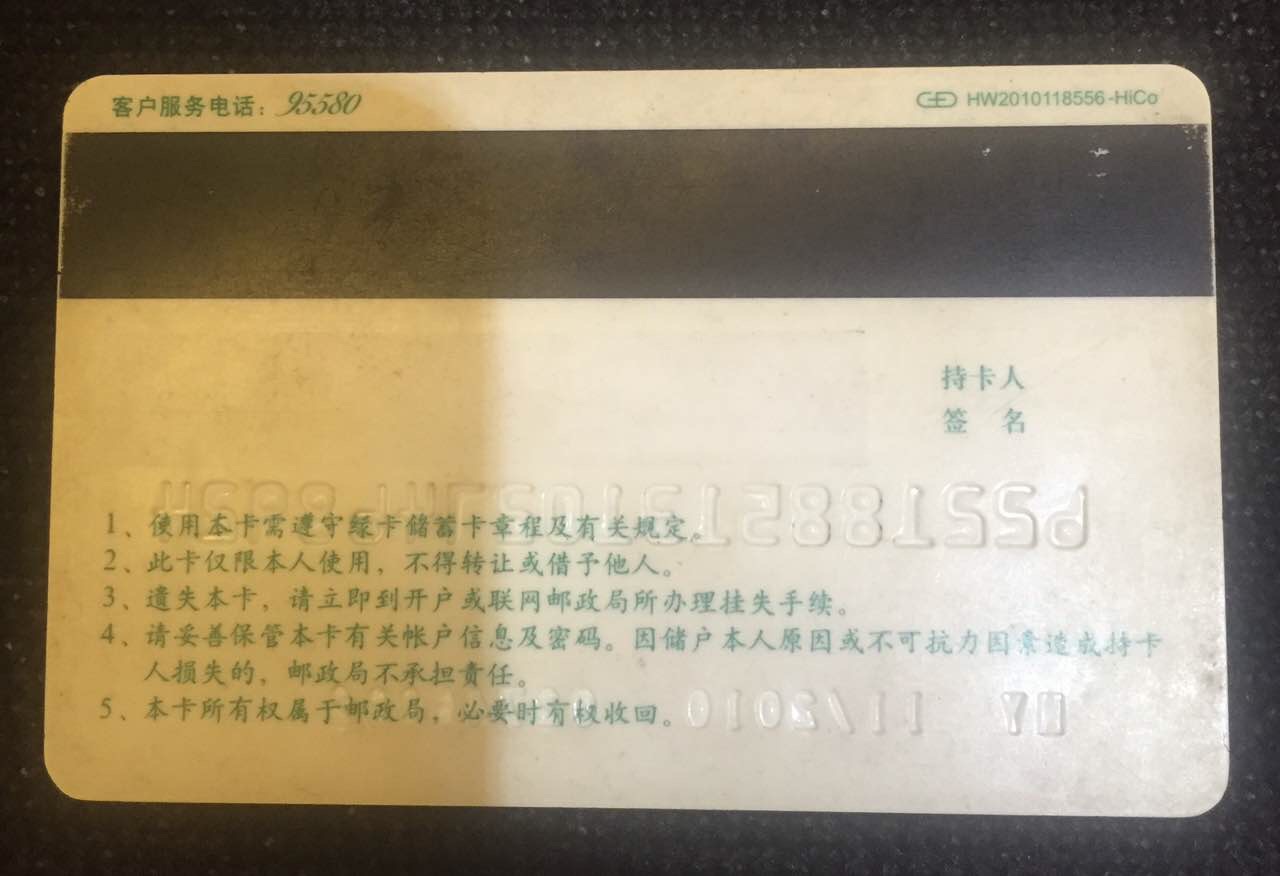 客户服务电话：95580
HW2010118556-HiCo
持卡人
签 名
1、使用本卡需遵守绿卡储蓄卡章程及有关规定。
2、此卡仅限本人使用，不得转让或借予他人。
3、遗失本卡，请立即到开户或联网邮政局所办理挂失手续。
4、请妥善保管本卡有关帐户信息及密码。因储户本人原因或不可抗力因素造成持卡
人损失的，邮政局不承担责任。
5、本卡所有权属于邮政局，必要时有权收回。